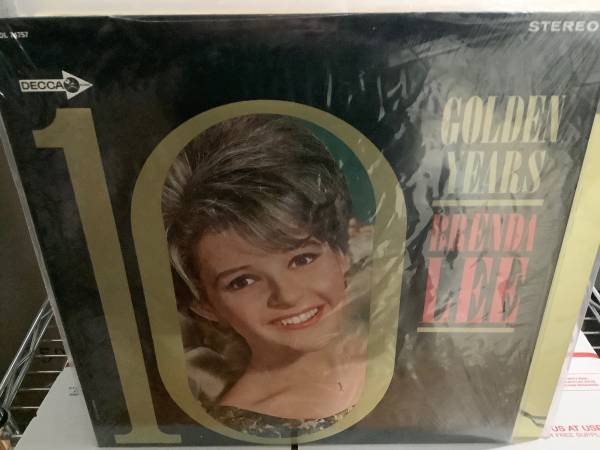 STEREO
DECCA
10
GOLDEN
YEARS
BRENDA
LEE
US AT USP